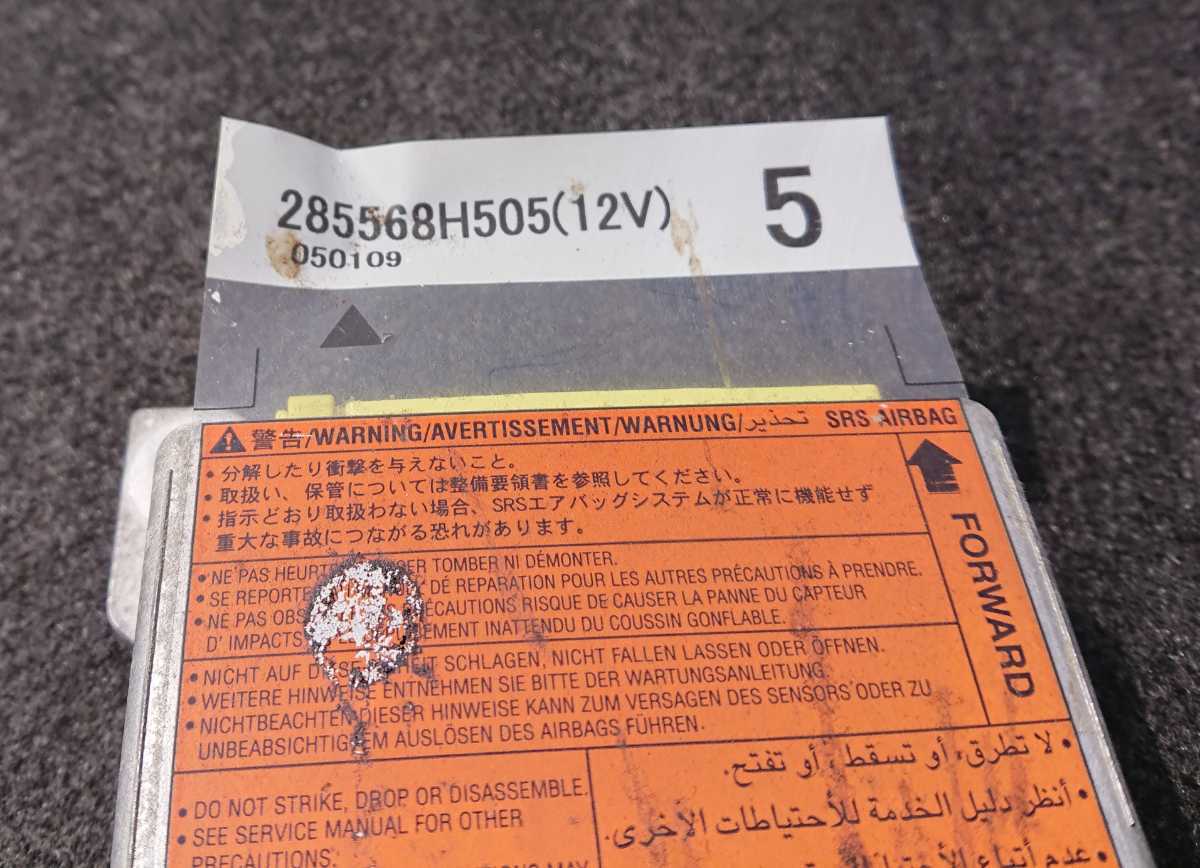 285568H505(12V) 5
050109
警告/WARNING/AVERTISSEMENT/WARNUNG/تحذير SRS AIRBAG
• 分解したり衝撃を与えないこと。
• 取扱い、保管については整備要領書を参照してください。
• 指示どおり取扱わない場合、SRSエアバッグシステムが正常に機能せず
重大な事故につながる恐れがあります。
FORWARD
• NE PAS TOMBER NI DÉMONTER.
• SE DÉ REPARATION POUR LES AUTRES PRÉCAUTIONS À PRENDRE.
• NE PAS RISQUE DE CAUSER LA PANNE DU CAPTEUR
D' IMPACTS INATTENDU DU COUSSIN GONFLABLE.
• NICHT AUF SCHLAGEN, NICHT FALLEN LASSEN ODER ÖFFNEN.
• WEITERE HINWEISE ENTNEHMEN SIE BITTE DER WARTUNGSANLEITUNG.
• NICHTBEACHTEN DIESER HINWEISE KANN ZUM VERSAGEN DES SENSORS ODER ZU
AUSLÖSEN DES AIRBAGS FÜHREN.
• DO NOT STRIKE, DROP OR DISASSEMBLE.
• SEE SERVICE MANUAL FOR OTHER
PRECAUTIONS.
• لا تطرق، أو تسقط، أو تفتح.
• أنظر دليل الخدمة للأحتياطات الأخرى.